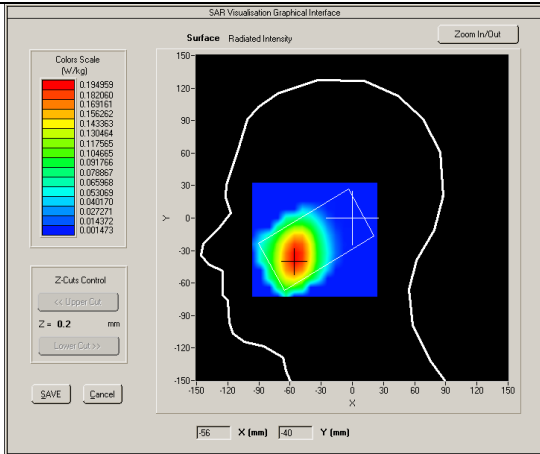 SAR Visualisation Graphical Interface
Surface Radiated Intensity
Zoom In/Out
Colors Scale
(W/kg)
0.194959
0.182060
0.169161
0.156262
0.143363
0.130464
0.117565
0.104665
0.091766
0.078867
0.065968
0.053069
0.040170
0.027271
0.014372
0.001473
Z-Cuts Control
<< Upper Cut
Z = 0.2 mm
Lower Cut >>
SAVE Cancel
150
120
90
60
30
0
-30
-60
-90
-120
-150
Y
-150 -120 -90 -60 -30 0 30 60 90 120 150
X
-56 X (mm) -40 Y (mm)